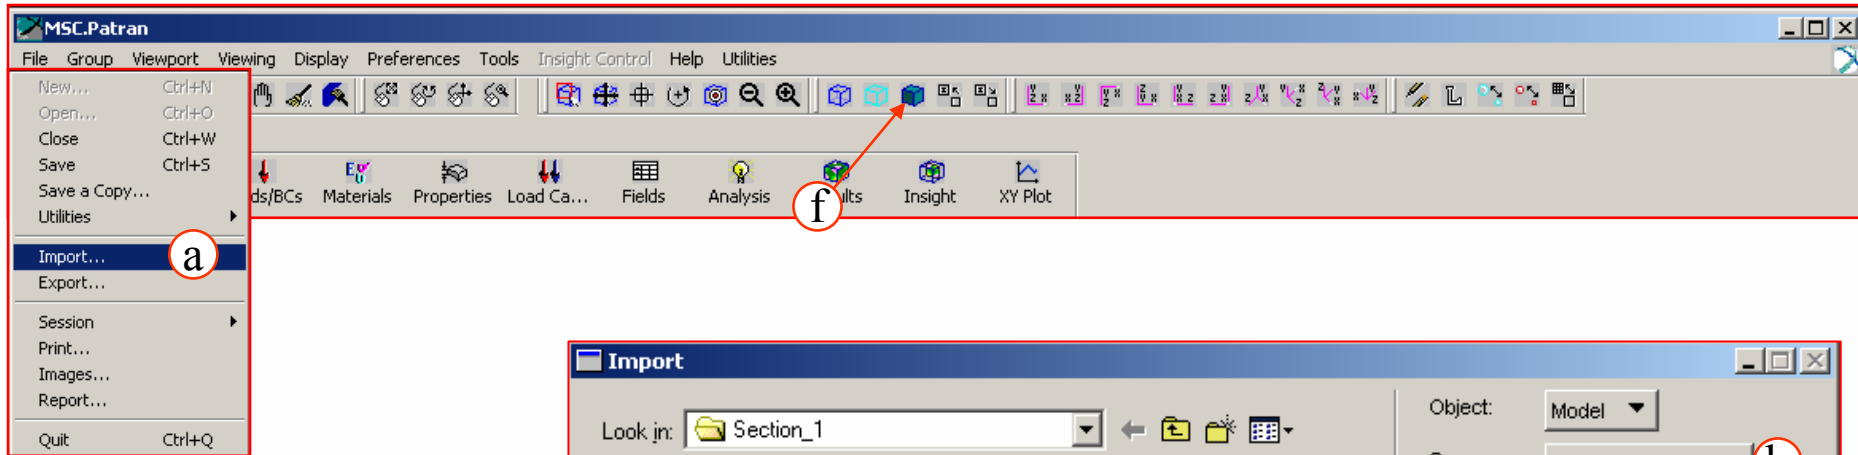 MSC.Patran
File Group Viewport Viewing Display Preferences Tools Insight Control Help Utilities
New... Ctrl+N
Open... Ctrl+O
Close Ctrl+W
Save Ctrl+S
Save a Copy...
Utilities
Import... a
Export...
Session
Print...
Images...
Report...
Quit Ctrl+Q
ds/BCs Materials Properties Load Ca... Fields Analysis f ults Insight XY Plot
Import
Look in: Section_1
Object: Model